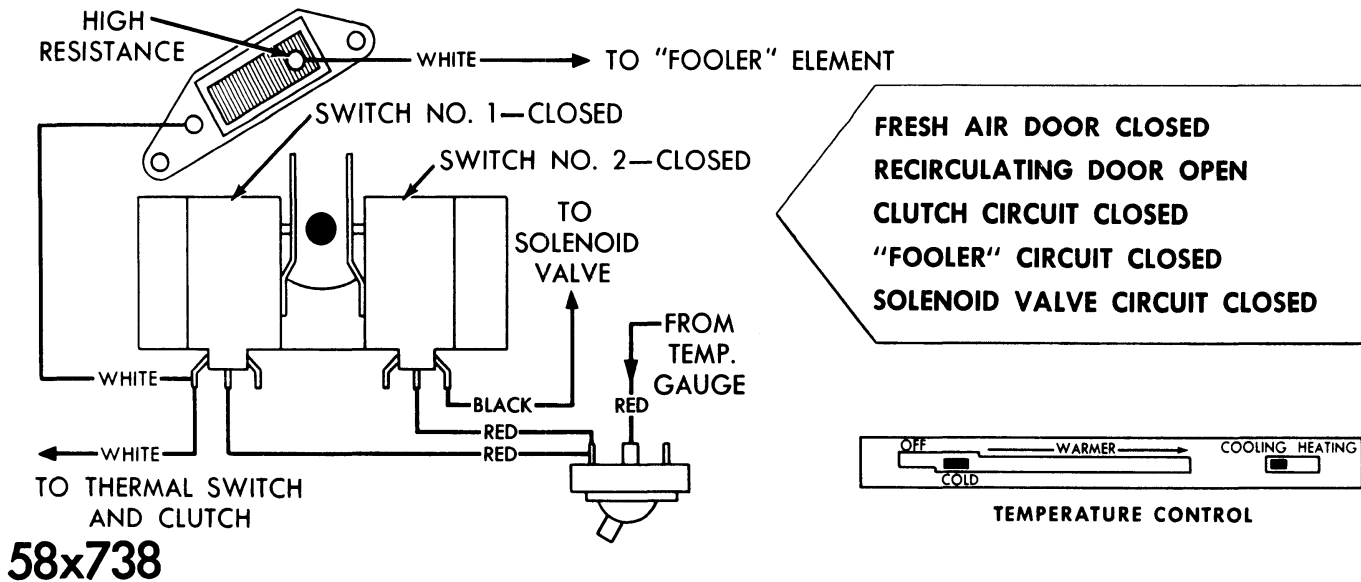 HIGH
RESISTANCE
WHITE
TO "FOOLER" ELEMENT
SWITCH NO. 1—CLOSED
SWITCH NO. 2—CLOSED
TO
SOLENOID
VALVE
FROM
TEMP.
GAUGE
WHITE
BLACK
RED
RED
WHITE
RED
TO THERMAL SWITCH
AND CLUTCH
58x738
FRESH AIR DOOR CLOSED
RECIRCULATING DOOR OPEN
CLUTCH CIRCUIT CLOSED
"FOOLER" CIRCUIT CLOSED
SOLENOID VALVE CIRCUIT CLOSED
OFF
WARMER
COOLING HEATING
COLD
TEMPERATURE CONTROL